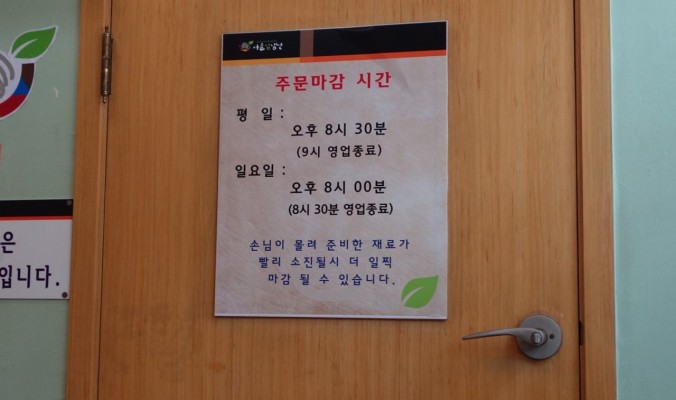 주문마감 시간
평 일 :
오후 8시 30분
(9시 영업종료)
일요일 :
오후 8시 00분
(8시 30분 영업종료)
손님이 몰려 준비한 재료가
빨리 소진될시 더 일찍
마감 될 수 있습니다.
은
입니다.